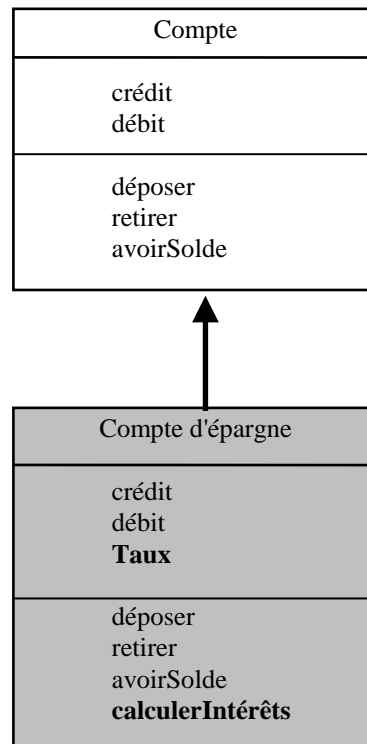 Compte
crédit
débit
déposer
retirer
avoirSolde
Compte d'épargne
crédit
débit
Taux
déposer
retirer
avoirSolde
calculerIntérêts